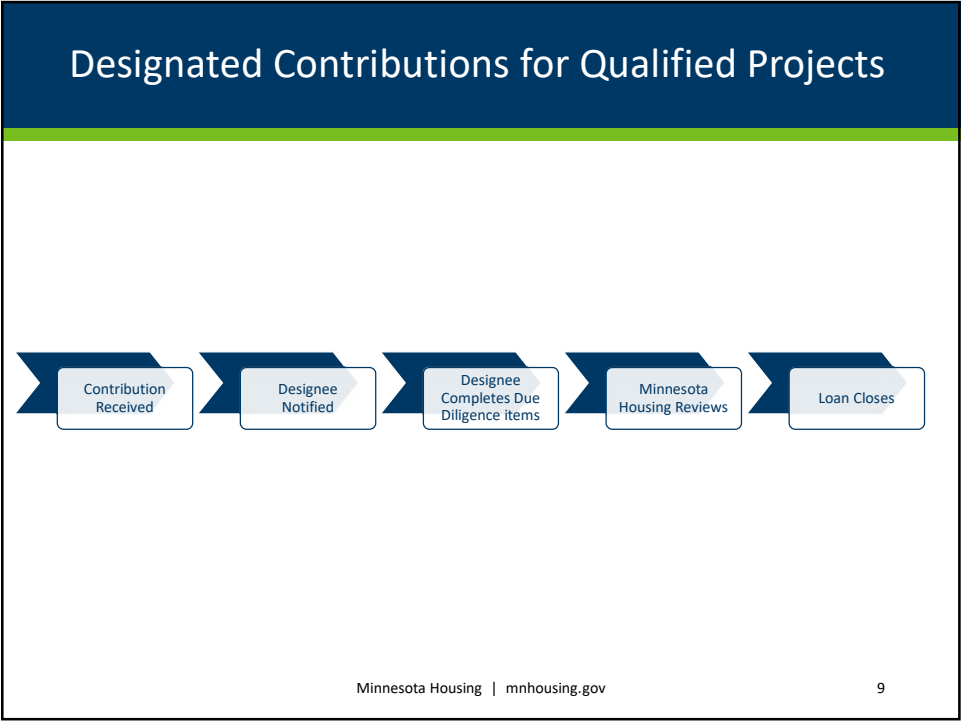 Designated Contributions for Qualified Projects
Contribution
Received
Designee
Notified
Designee
Completes Due
Diligence items
Minnesota
Housing Reviews
Loan Closes
Minnesota Housing | mnhousing.gov
9